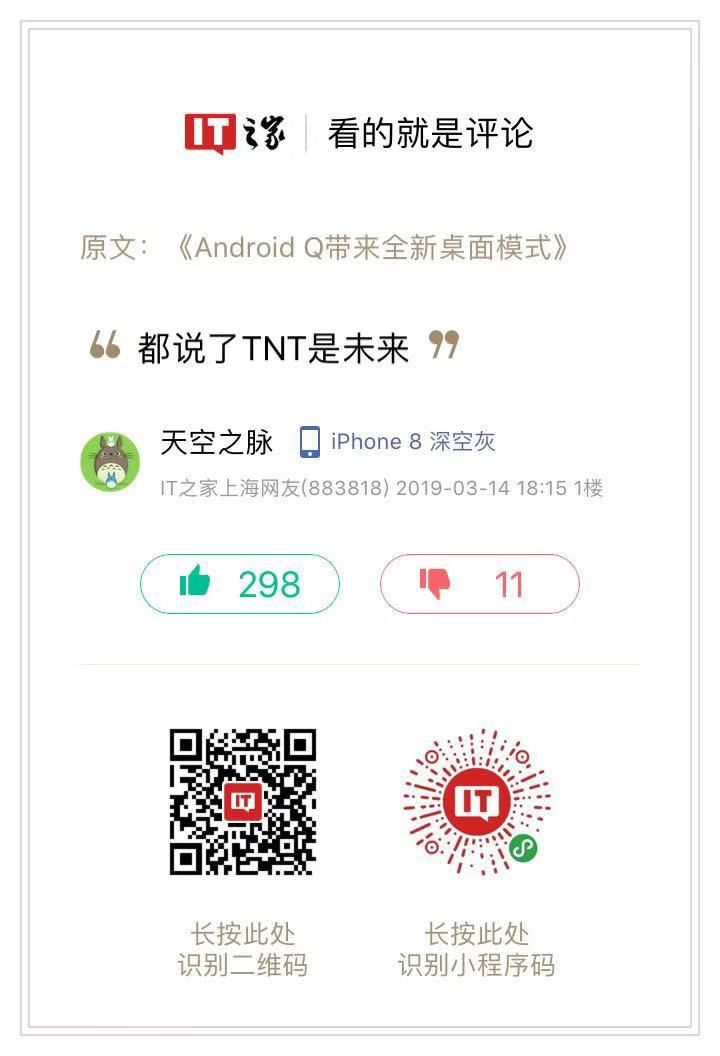 IT之家 | 看的就是评论
原文：《Android Q带来全新桌面模式》
“ 都说了TNT是未来 ”
天空之脉 iPhone 8 深空灰
IT之家上海网友(883818) 2019-03-14 18:15 1楼
298 11
IT IT
长按此处 长按此处
识别二维码 识别小程序码